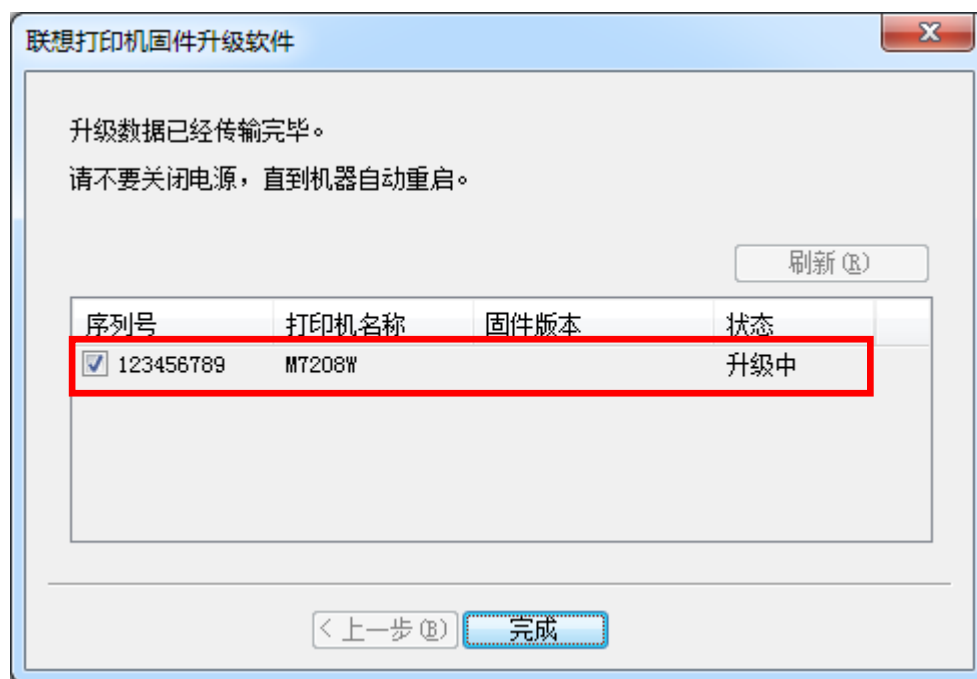 联想打印机固件升级软件
升级数据已经传输完毕。
请不要关闭电源，直到机器自动重启。
刷新(R)
序列号 打印机名称 固件版本 状态
123456789 M7208W 升级中
< 上一步(B) 完成